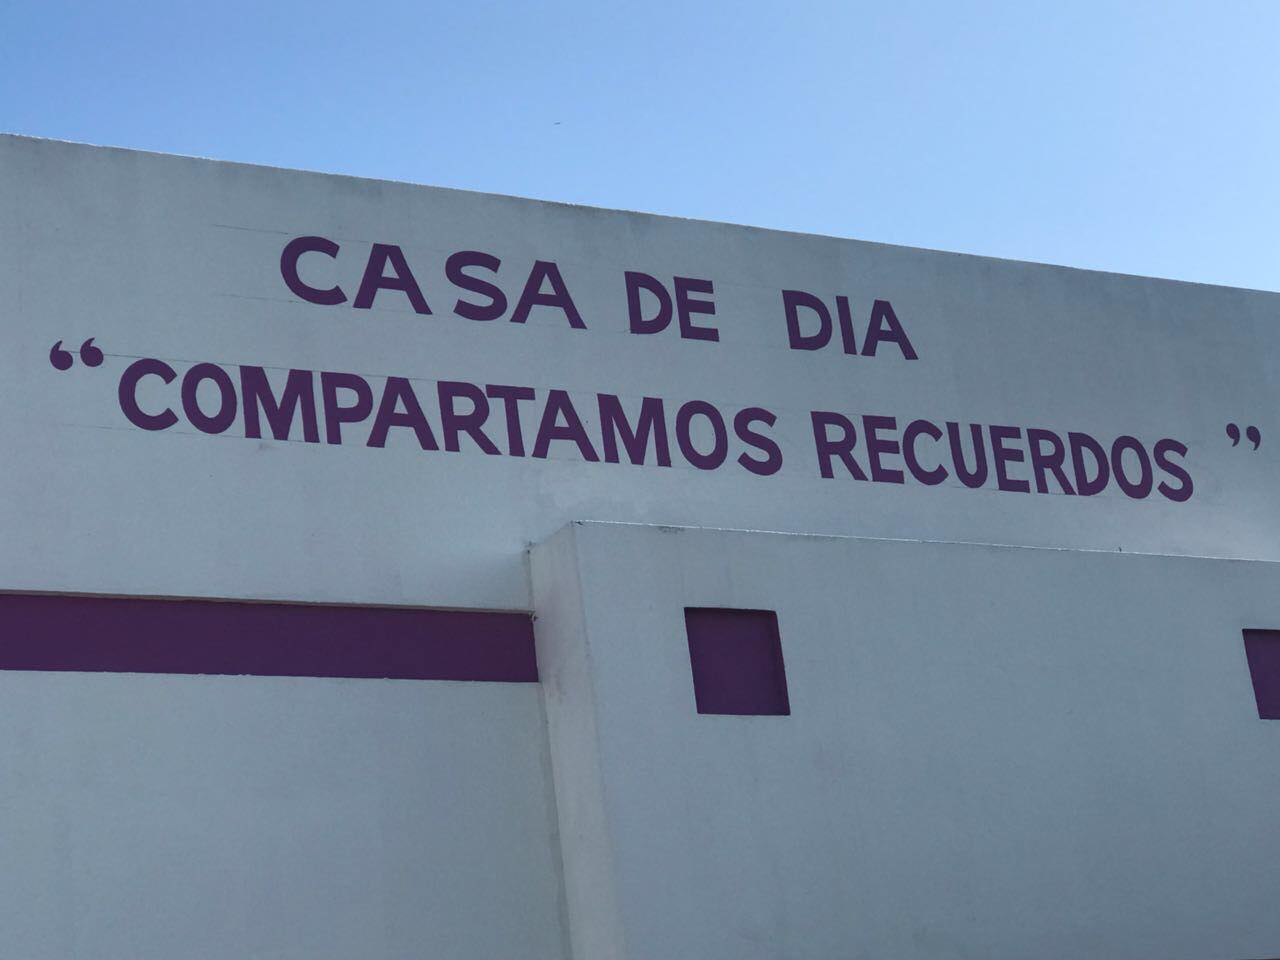 CASA DE DIA
“COMPARTAMOS RECUERDOS ”